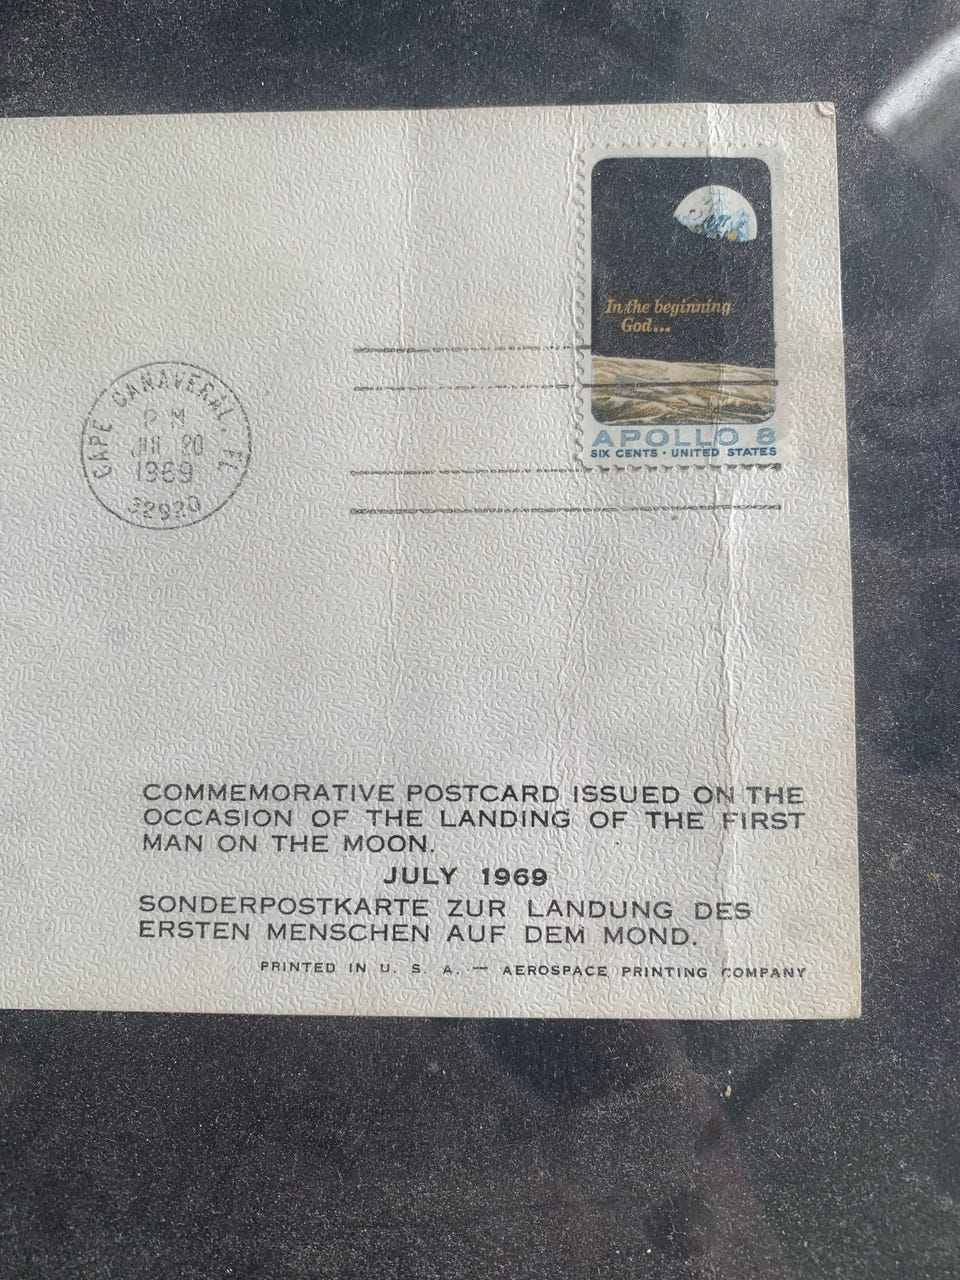 In the beginning
God...
APOLLO 8
SIX CENTS · UNITED STATES
CAPE CANAVERAL, FL
PM
JUL 20
1969
32920
COMMEMORATIVE POSTCARD ISSUED ON THE
OCCASION OF THE LANDING OF THE FIRST
MAN ON THE MOON.
JULY 1969
SONDERPOSTKARTE ZUR LANDUNG DES
ERSTEN MENSCHEN AUF DEM MOND.
PRINTED IN U. S. A. — AEROSPACE PRINTING COMPANY